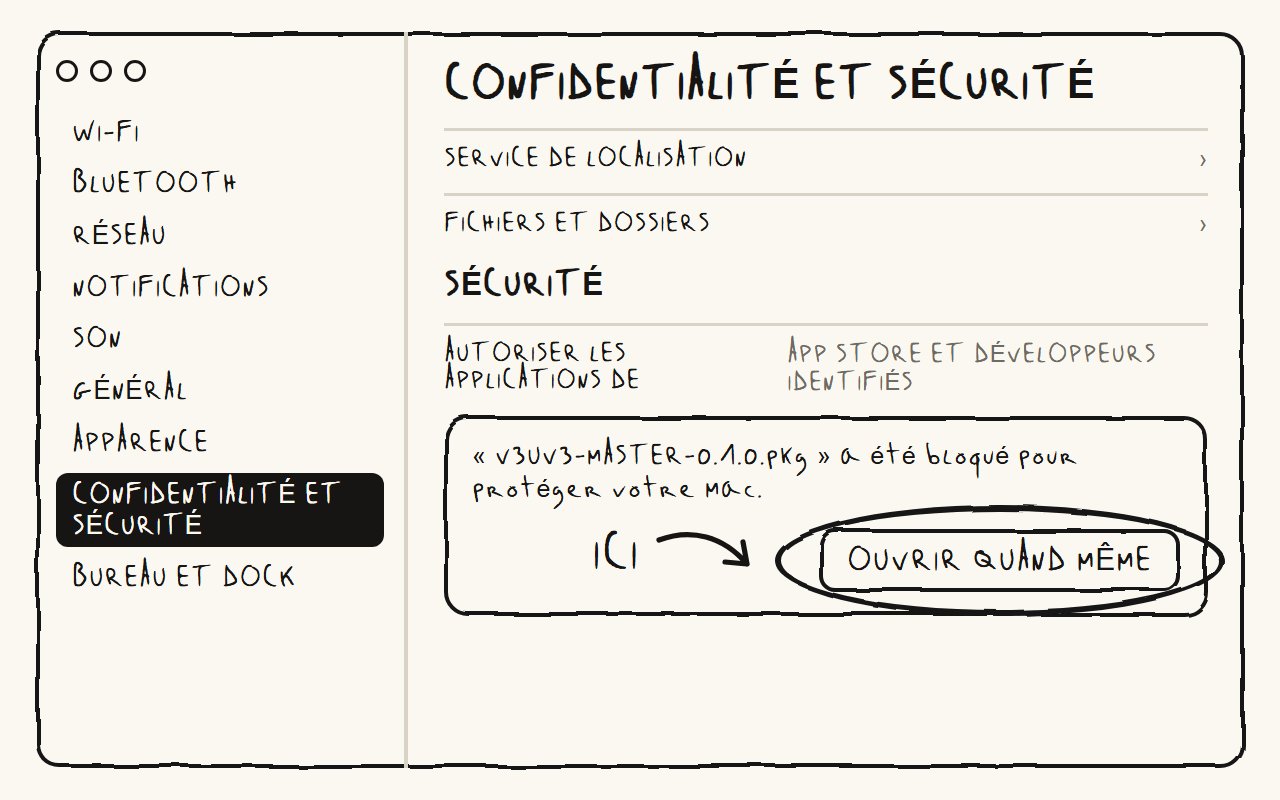 WI-FI
BLUETOOTH
RÉSEAU
NOTIFICATIONS
SON
GÉNÉRAL
APPARENCE
CONFIDENTIALITÉ ET
SÉCURITÉ
BUREAU ET DOCK
CONFIDENTIALITÉ ET SÉCURITÉ
SERVICE DE LOCALISATION ›
FICHIERS ET DOSSIERS ›
SÉCURITÉ
AUTORISER LES
APPLICATIONS DE
APP STORE ET DÉVELOPPEURS
IDENTIFIÉS
« V3UV3-MASTER-0.1.0.pkg » a été bloqué pour
protéger votre Mac.
ICI
OUVRIR QUAND MÊME